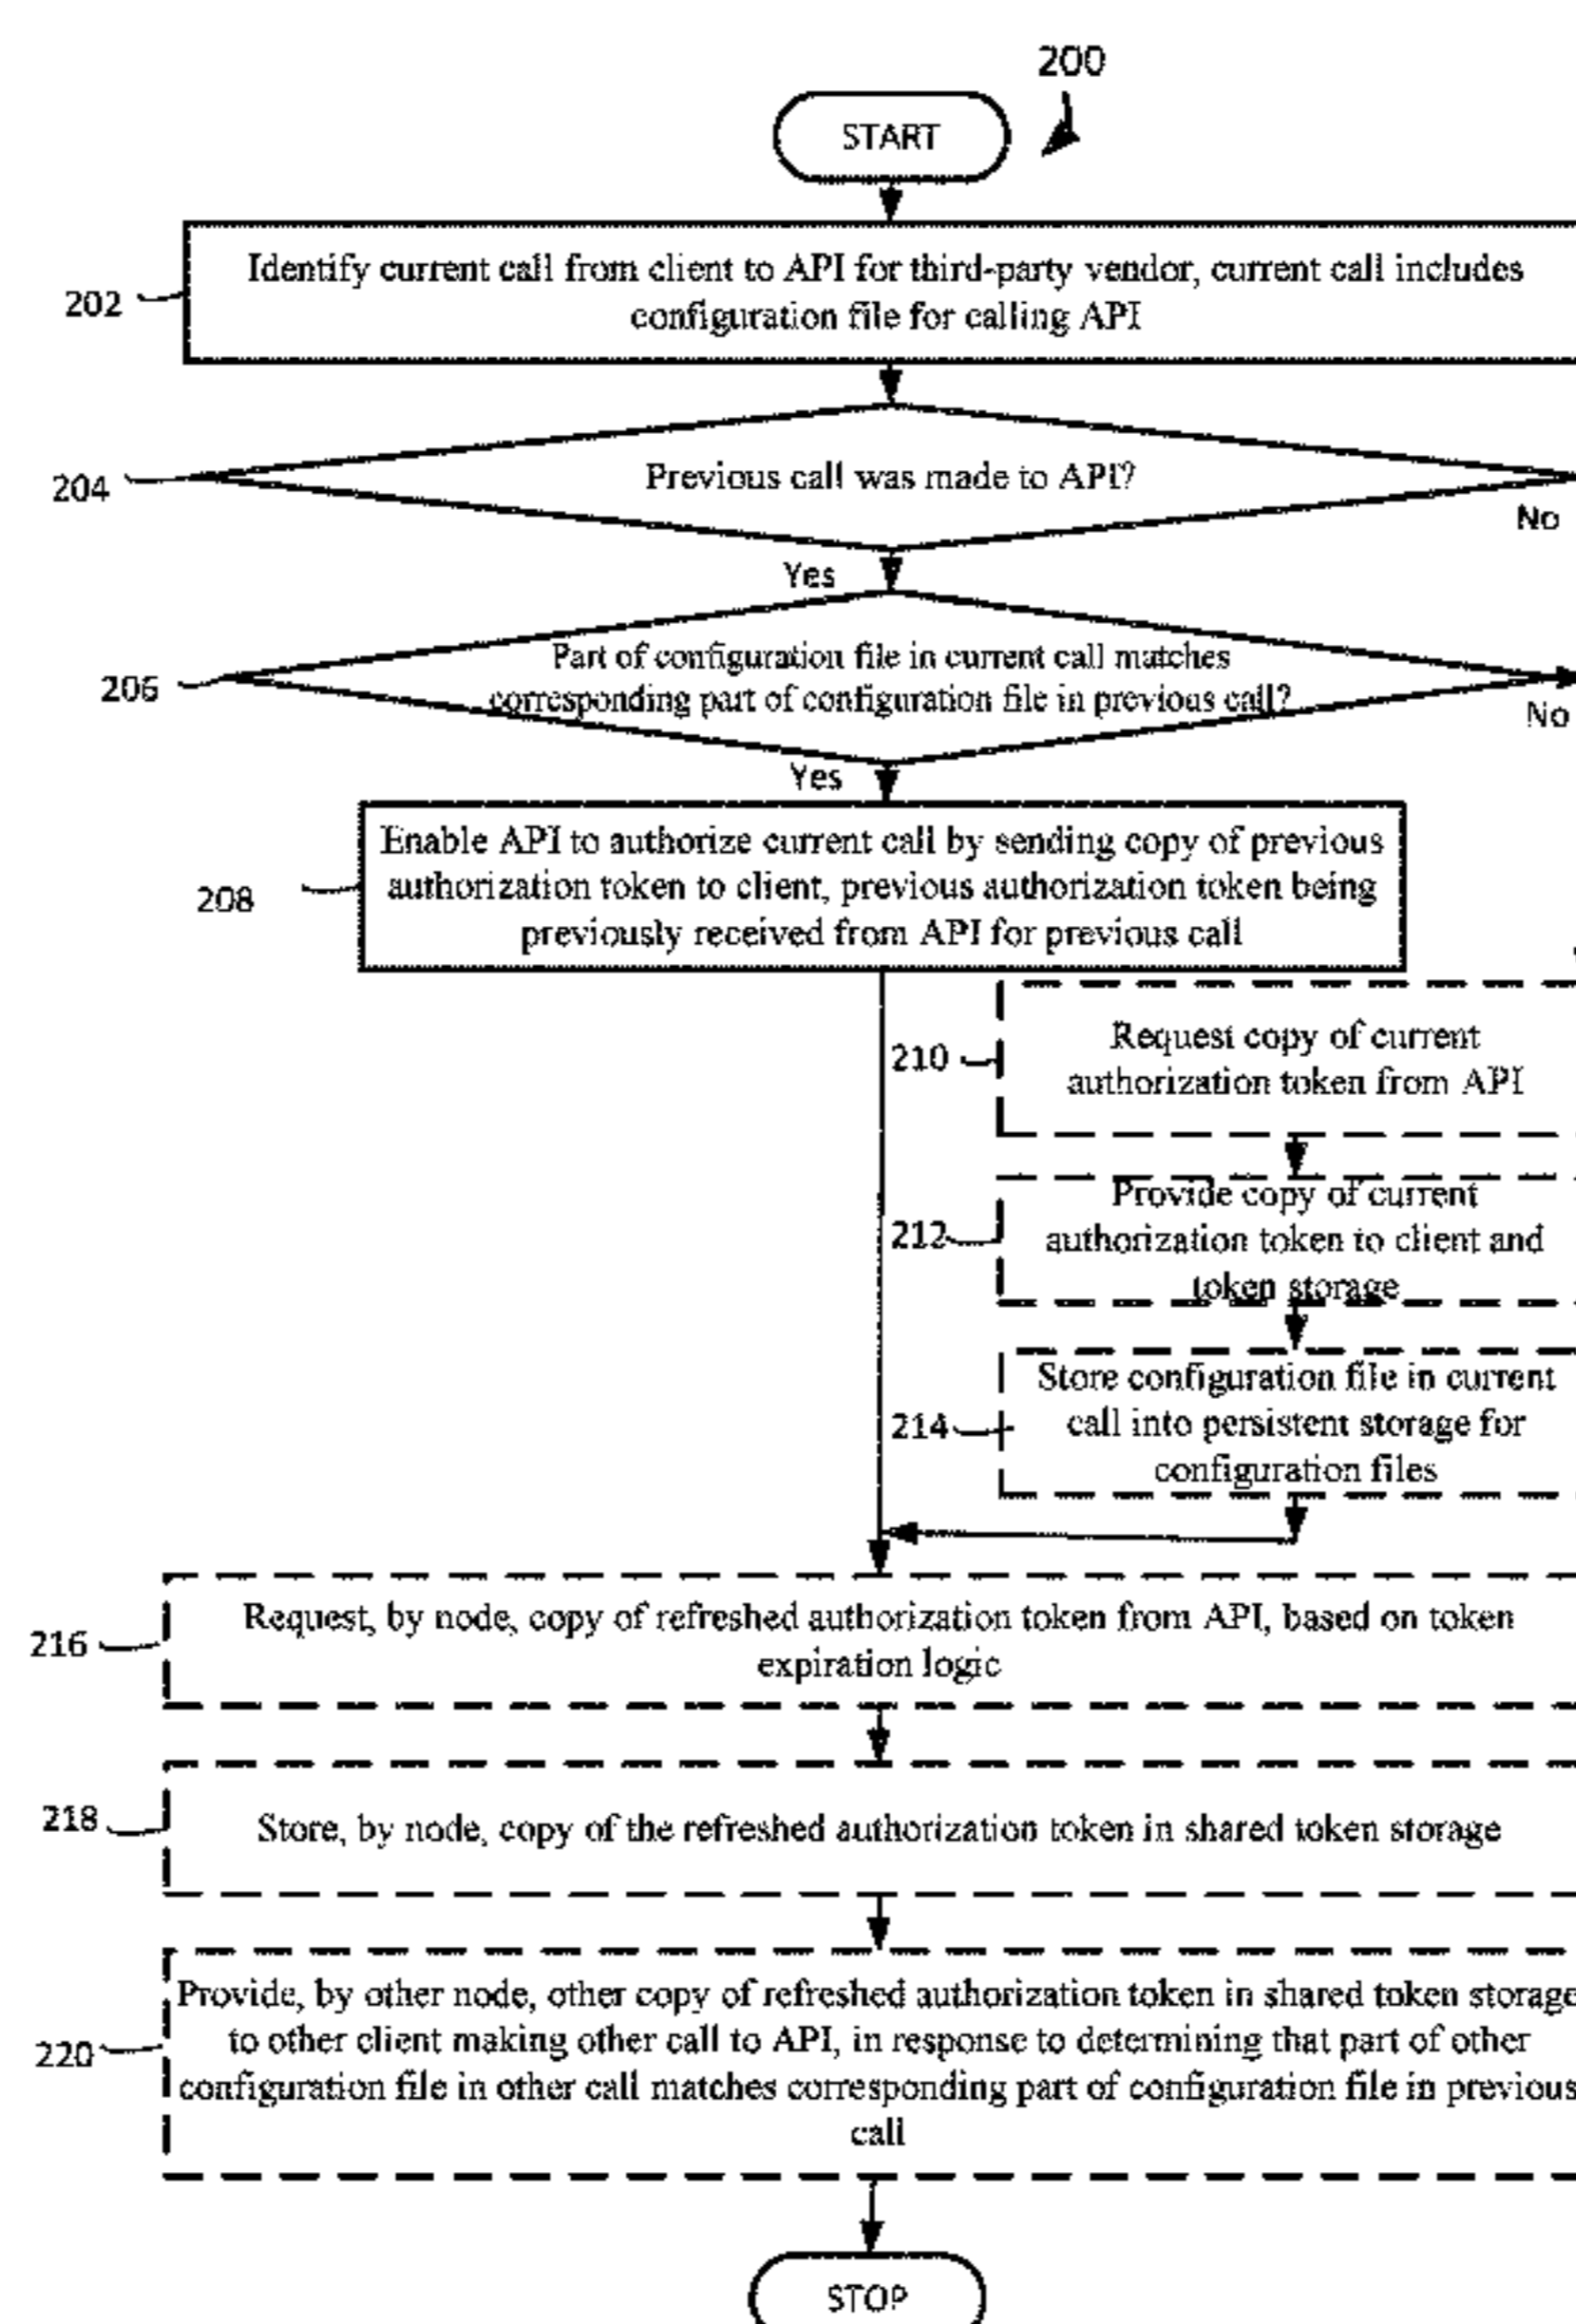 200
START
202
Identify current call from client to API for third-party vendor, current call includes
configuration file for calling API
204
Previous call was made to API?
No
Yes
206
Part of configuration file in current call matches
corresponding part of configuration file in previous call?
No
Yes
208
Enable API to authorize current call by sending copy of previous
authorization token to client, previous authorization token being
previously received from API for previous call
210
Request copy of current
authorization token from API
212
Provide copy of current
authorization token to client and
token storage
214
Store configuration file in current
call into persistent storage for
configuration files
216
Request, by node, copy of refreshed authorization token from API, based on token
expiration logic
218
Store, by node, copy of the refreshed authorization token in shared token storage
220
Provide, by other node, other copy of refreshed authorization token in shared token storage
to other client making other call to API, in response to determining that part of other
configuration file in other call matches corresponding part of configuration file in previous
call
STOP